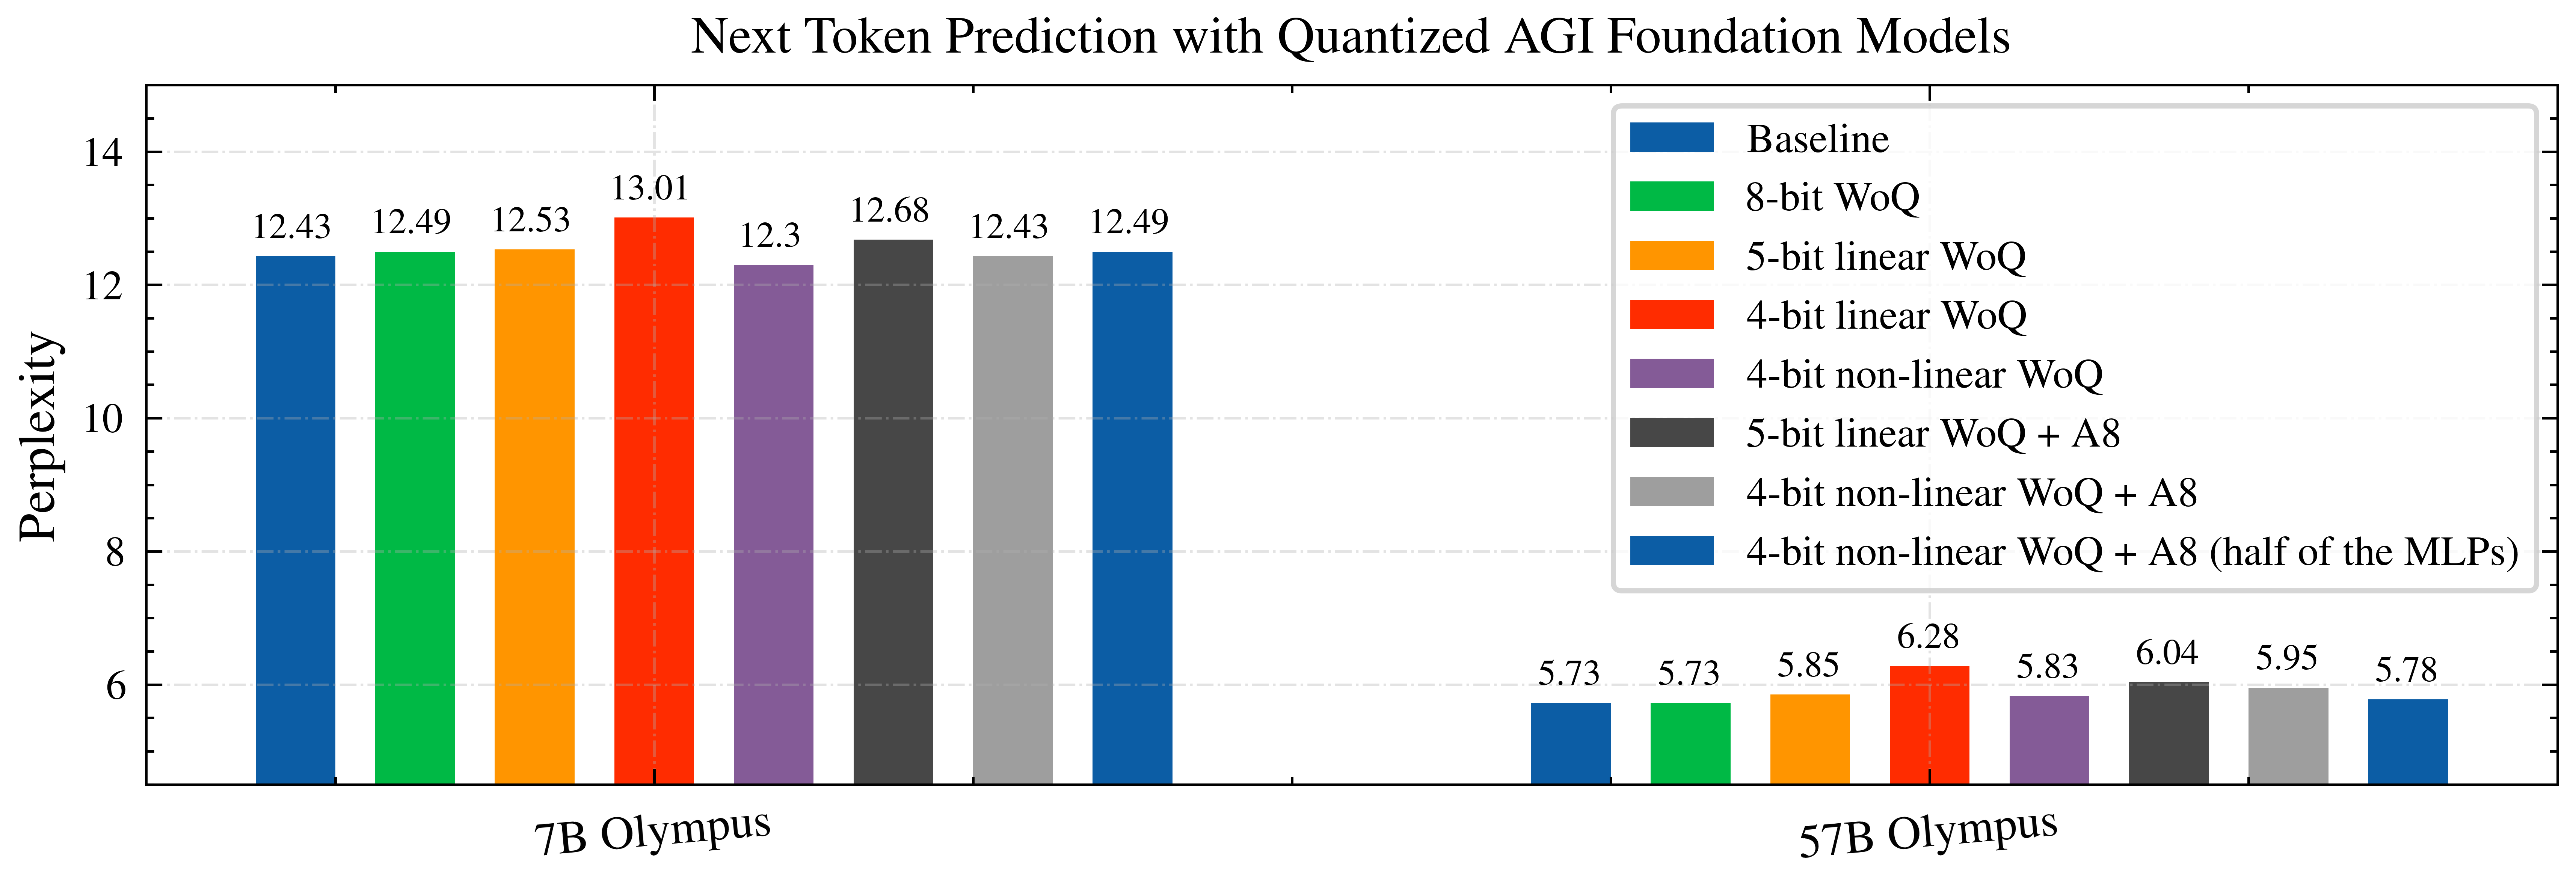 Next Token Prediction with Quantized AGI Foundation Models
Perplexity
14
12
10
8
6
12.43
12.49
12.53
13.01
12.3
12.68
12.43
12.49
5.73
5.73
5.85
6.28
5.83
6.04
5.95
5.78
Baseline
8-bit WoQ
5-bit linear WoQ
4-bit linear WoQ
4-bit non-linear WoQ
5-bit linear WoQ + A8
4-bit non-linear WoQ + A8
4-bit non-linear WoQ + A8 (half of the MLPs)
7B Olympus
57B Olympus